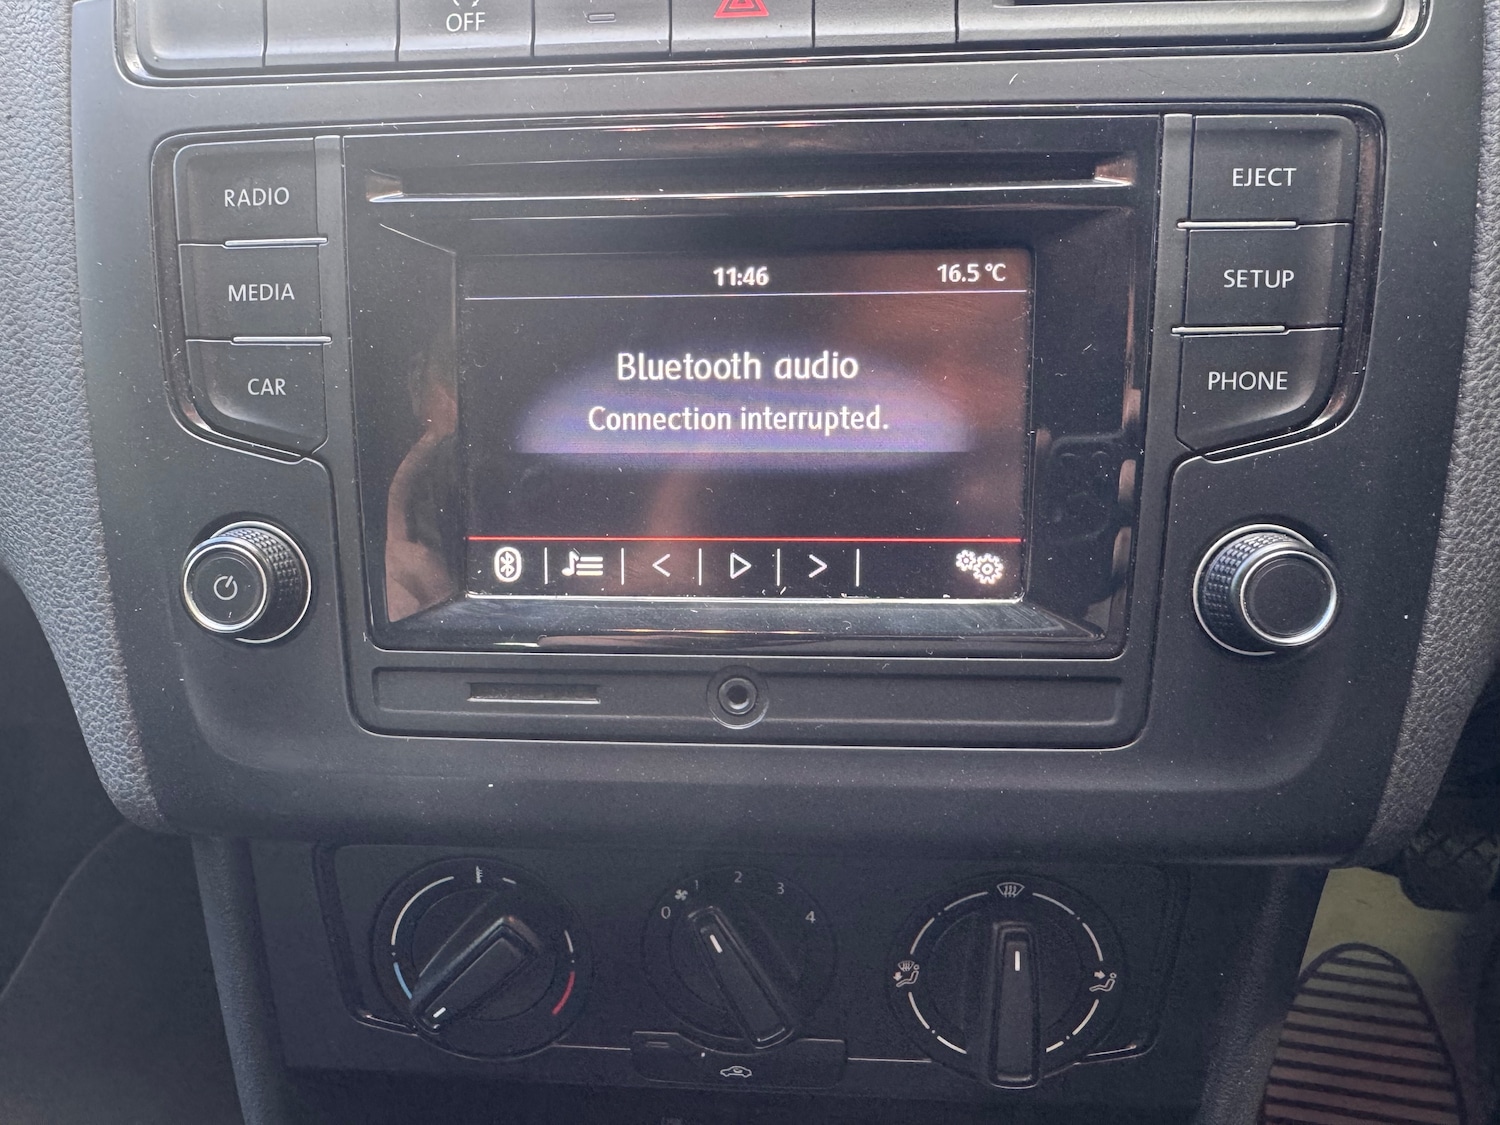 OFF
RADIO
MEDIA
CAR
EJECT
SETUP
PHONE
11:46
16.5 °C
Bluetooth audio
Connection interrupted.
0
1
2
3
4